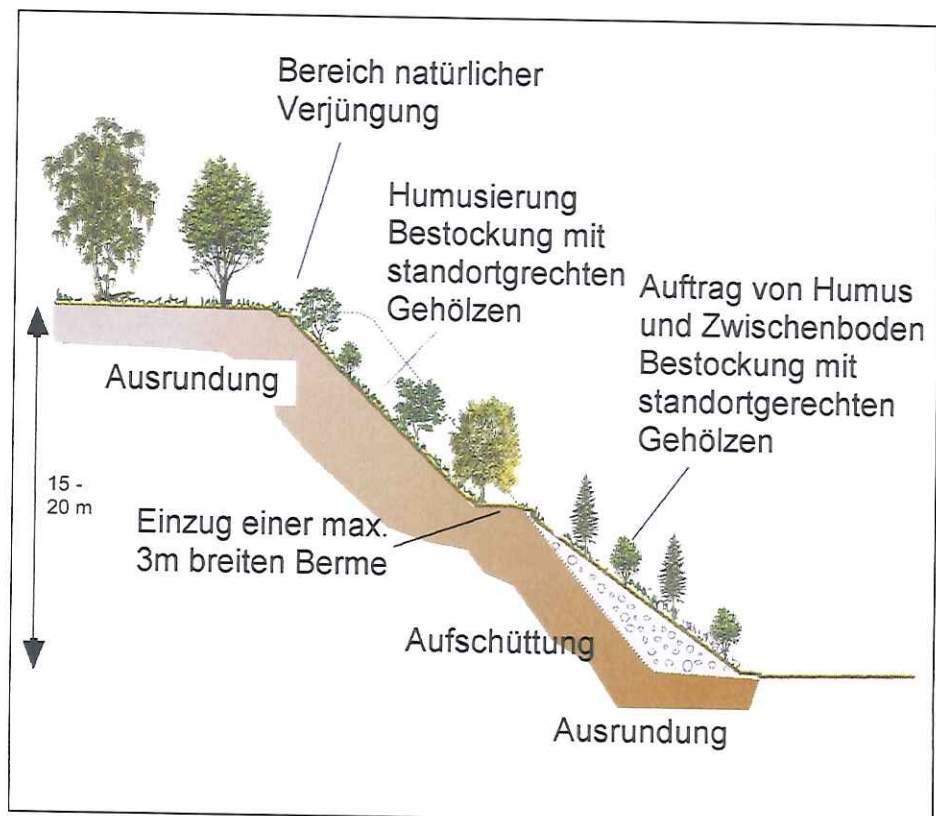 Bereich natürlicher
Verjüngung
Humusierung
Bestockung mit
standortgrechten
Gehölzen
Auftrag von Humus
und Zwischenboden
Bestockung mit
standortgerechten
Gehölzen
Ausrundung
15 -
20 m
Einzug einer max.
3m breiten Berme
Aufschüttung
Ausrundung